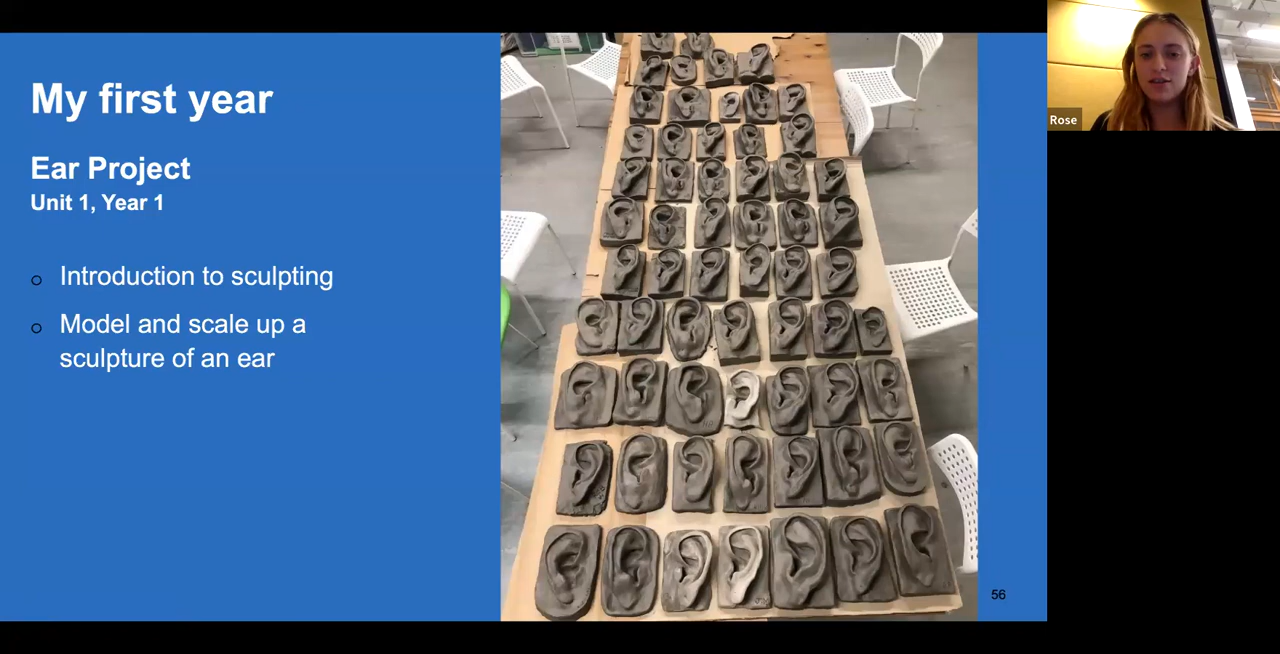 My first year
Ear Project
Unit 1, Year 1
Introduction to sculpting
Model and scale up a
sculpture of an ear
56
Rose